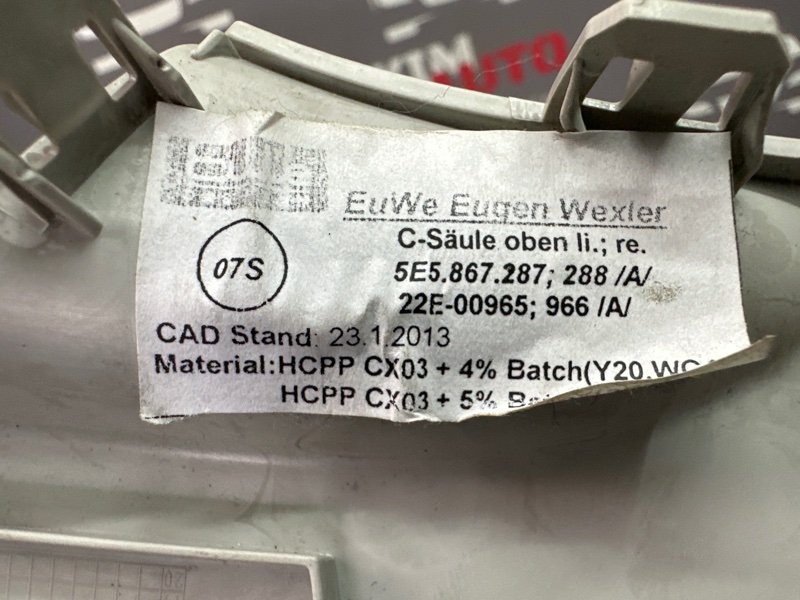 AUTO
EuWe Eugen Wexler
07S
C-Säule oben li.; re.
5E5.867.287; 288 /A/
22E-00965; 966 /A/
CAD Stand: 23.1.2013
Material:HCPP CX03 + 4% Batch(Y20,
HCPP CX03 + 5%